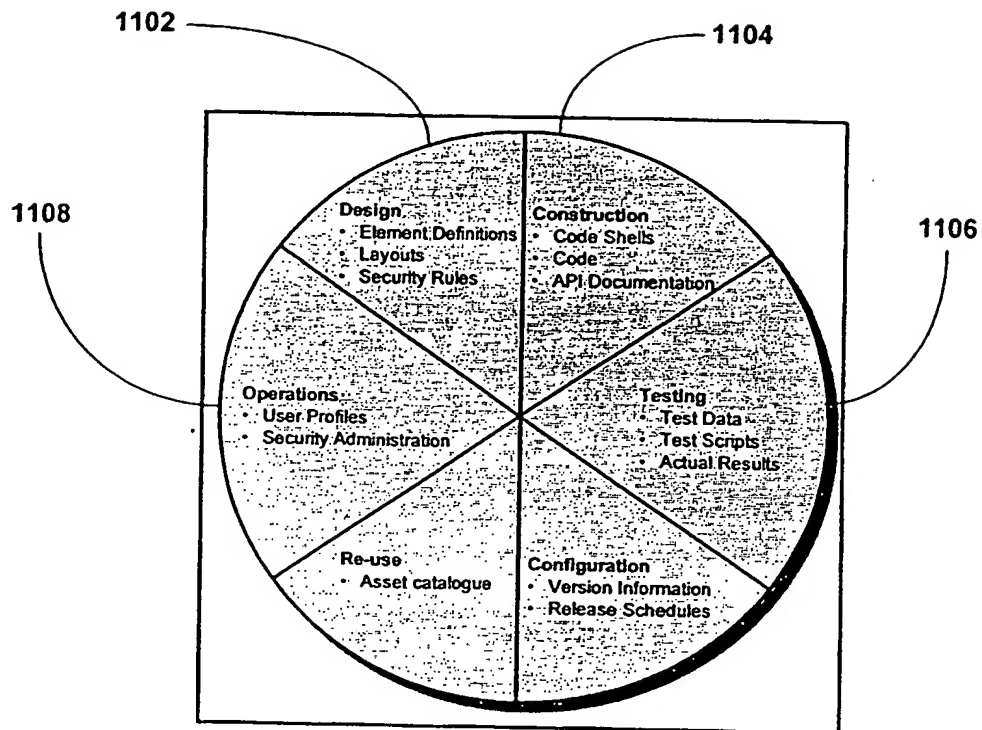 1102
1104
1108
1106
Design
• Element Definitions
• Layouts
• Security Rules
Construction
• Code Shells
• Code
• API Documentation
Operations
• User Profiles
• Security Administration
Testing
• Test Data
• Test Scripts
• Actual Results
Re-use
• Asset catalogue
Configuration
• Version Information
• Release Schedules